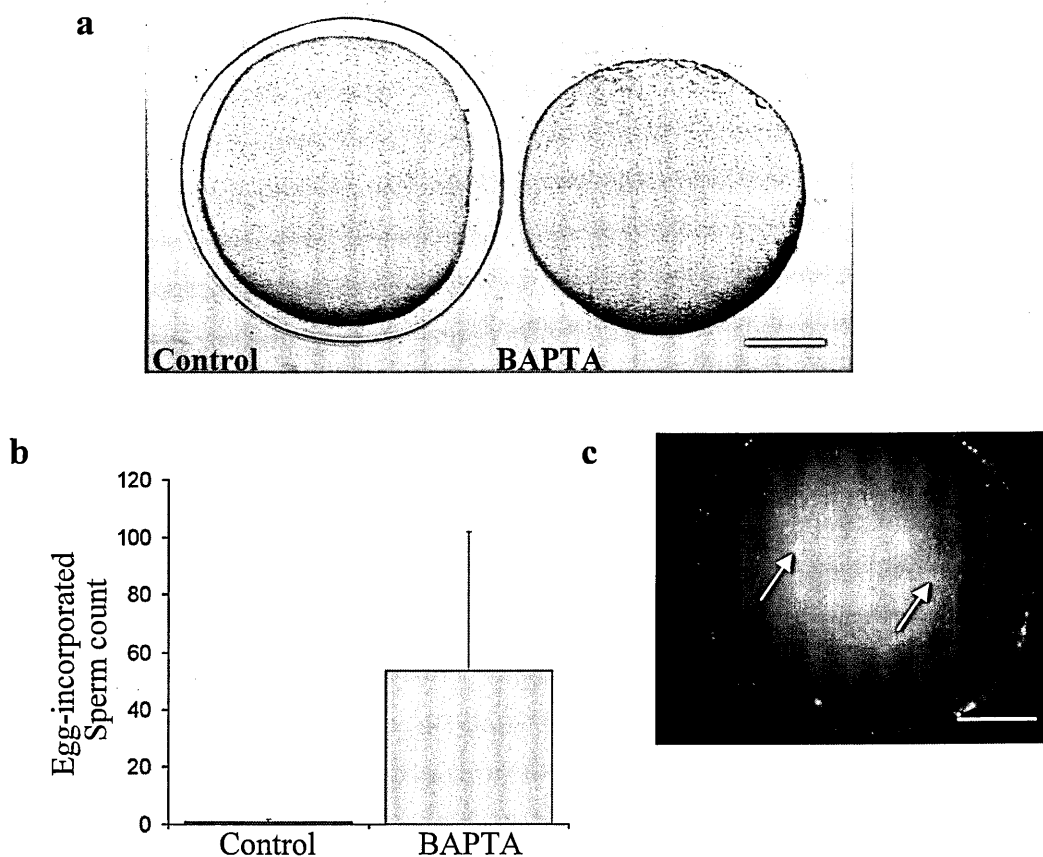 a
Control BAPTA
b
c
Egg-incorporated
Sperm count
120
100
80
60
40
20
0
Control BAPTA